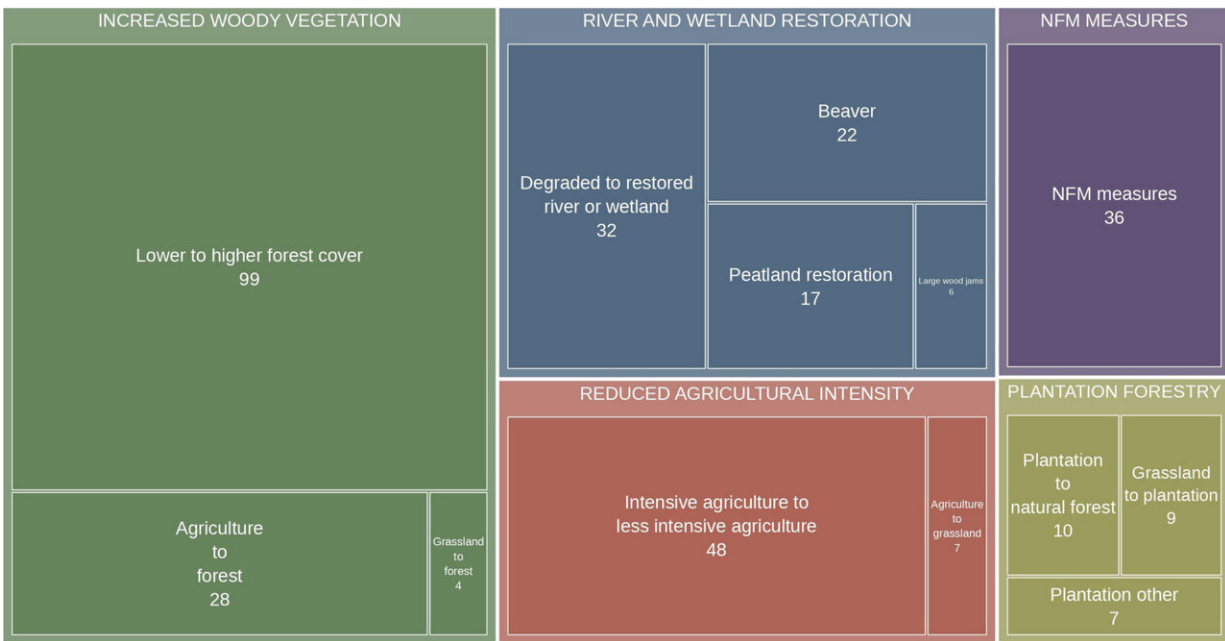 INCREASED WOODY VEGETATION
Lower to higher forest cover
99
Agriculture
to
forest
28
Grassland
to
forest
4
RIVER AND WETLAND RESTORATION
Degraded to restored
river or wetland
32
Beaver
22
Peatland restoration
17
Large wood jams
6
REDUCED AGRICULTURAL INTENSITY
Intensive agriculture to
less intensive agriculture
48
Agriculture
to
grassland
7
NFM MEASURES
NFM measures
36
PLANTATION FORESTRY
Plantation
to
natural forest
10
Grassland
to plantation
9
Plantation other
7